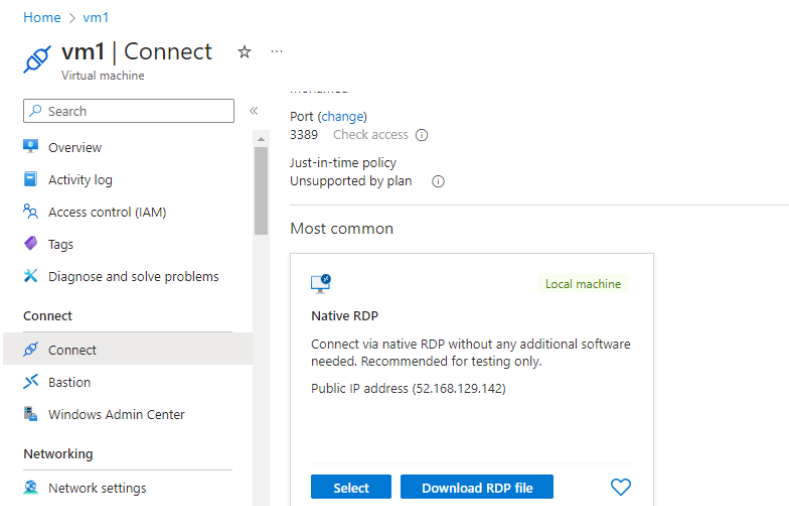 Home > vm1
vm1 | Connect
Virtual machine
Search
Overview
Activity log
Access control (IAM)
Tags
Diagnose and solve problems
Connect
Connect
Bastion
Windows Admin Center
Networking
Network settings
Port (change)
3389 Check access
Just-in-time policy
Unsupported by plan
Most common
Local machine
Native RDP
Connect via native RDP without any additional software
needed. Recommended for testing only.
Public IP address (52.168.129.142)
Select
Download RDP file